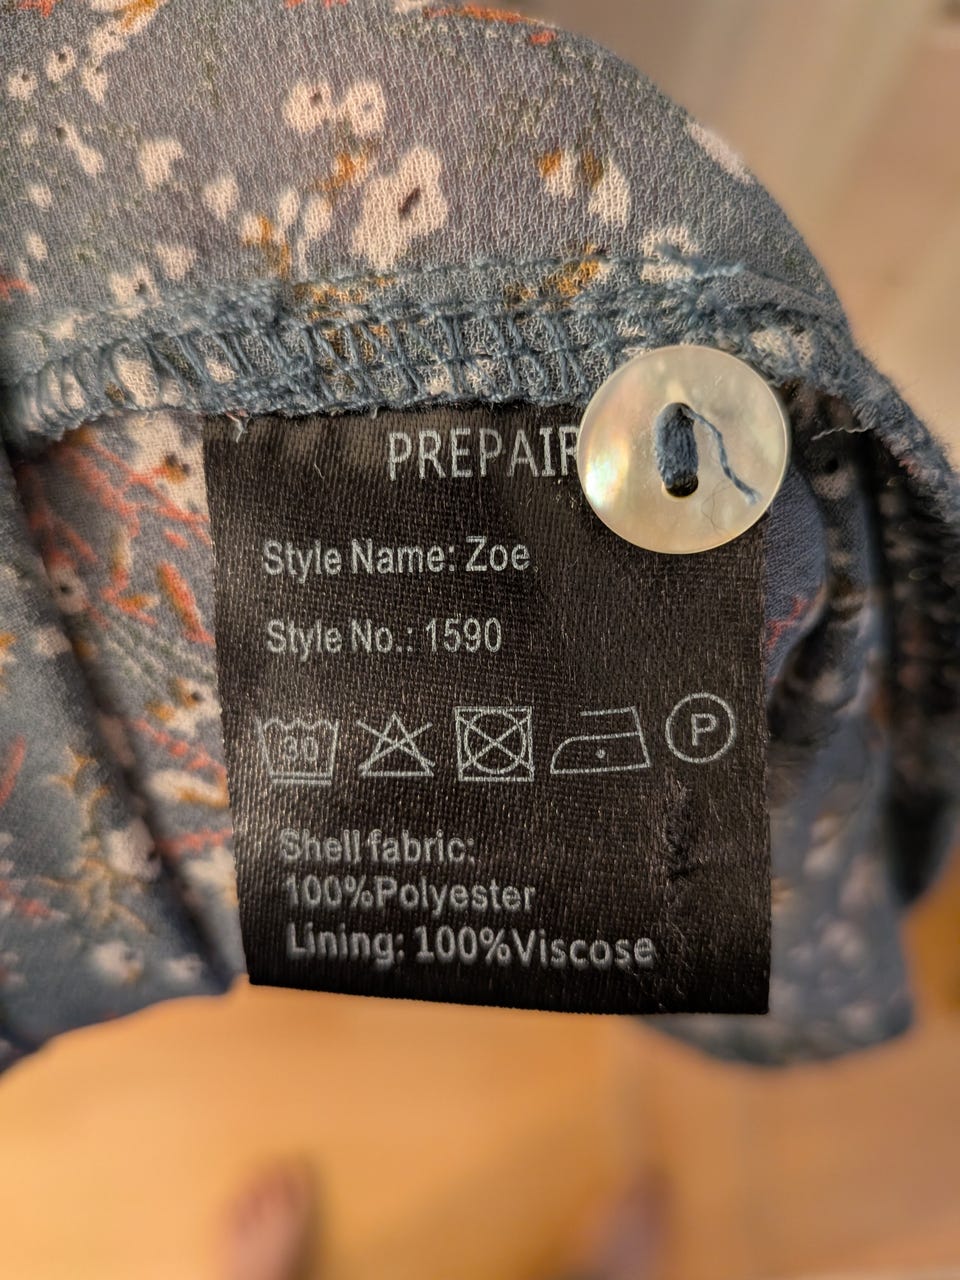 PREPAIR
Style Name: Zoe
Style No.: 1590
30
P
Shell fabric:
100%Polyester
Lining: 100%Viscose